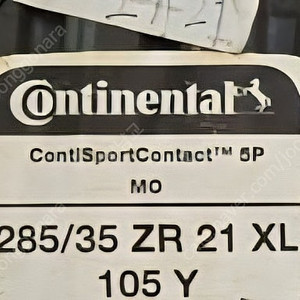 Continental
ContiSportContact™ 5P
MO
285/35 ZR 21 XL
105 Y